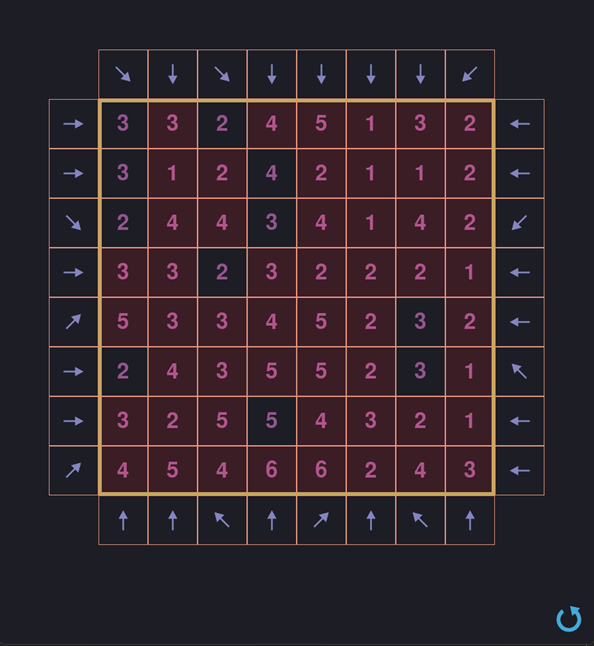 ↘ ↓ ↘ ↓ ↓ ↓ ↓ ↙
→ 3 3 2 4 5 1 3 2 ←
→ 3 1 2 4 2 1 1 2 ←
↘ 2 4 4 3 4 1 4 2 ↙
→ 3 3 2 3 2 2 2 1 ←
↗ 5 3 3 4 5 2 3 2 ←
→ 2 4 3 5 5 2 3 1 ↖
→ 3 2 5 5 4 3 2 1 ←
↗ 4 5 4 6 6 2 4 3 ←
↑ ↑ ↖ ↑ ↗ ↑ ↖ ↑